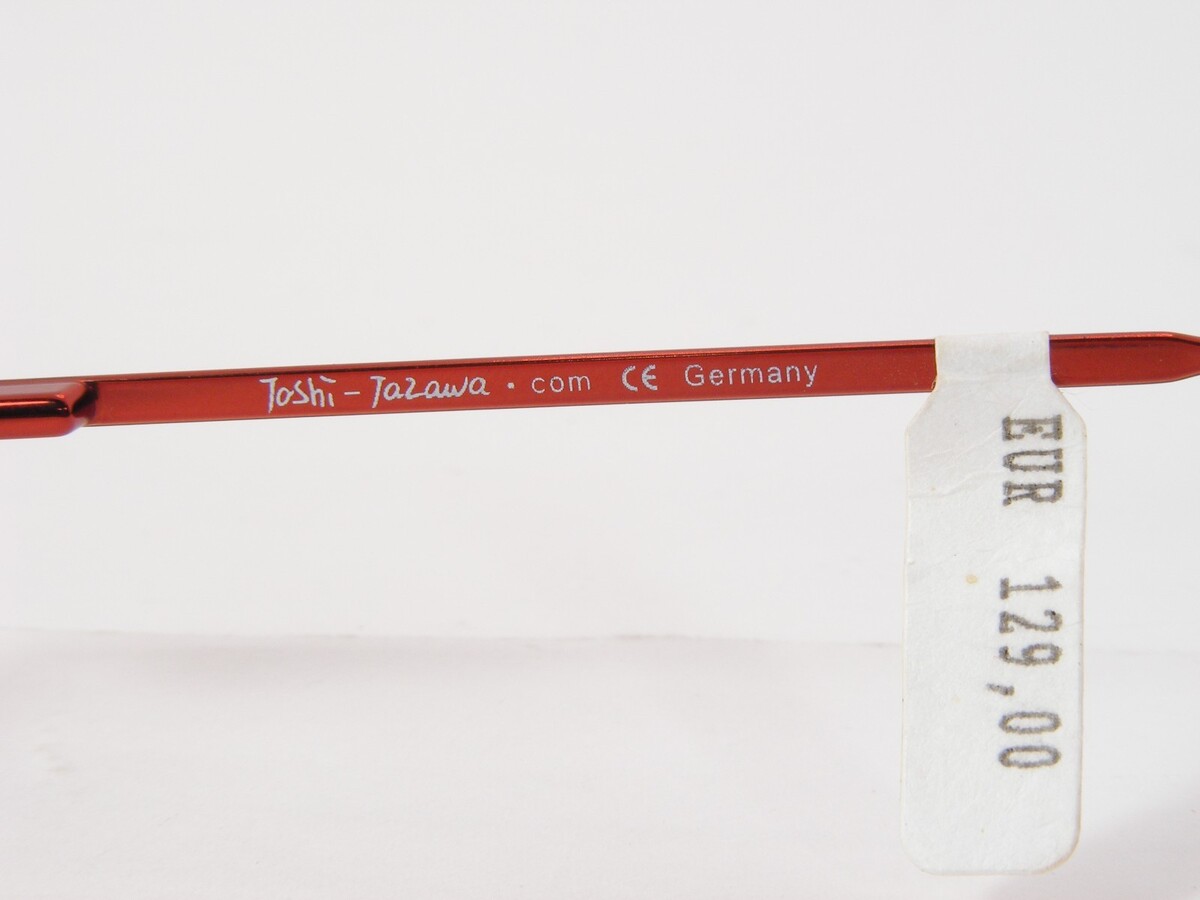 Toshi-Tazawa · com CE Germany
EUR 129,00